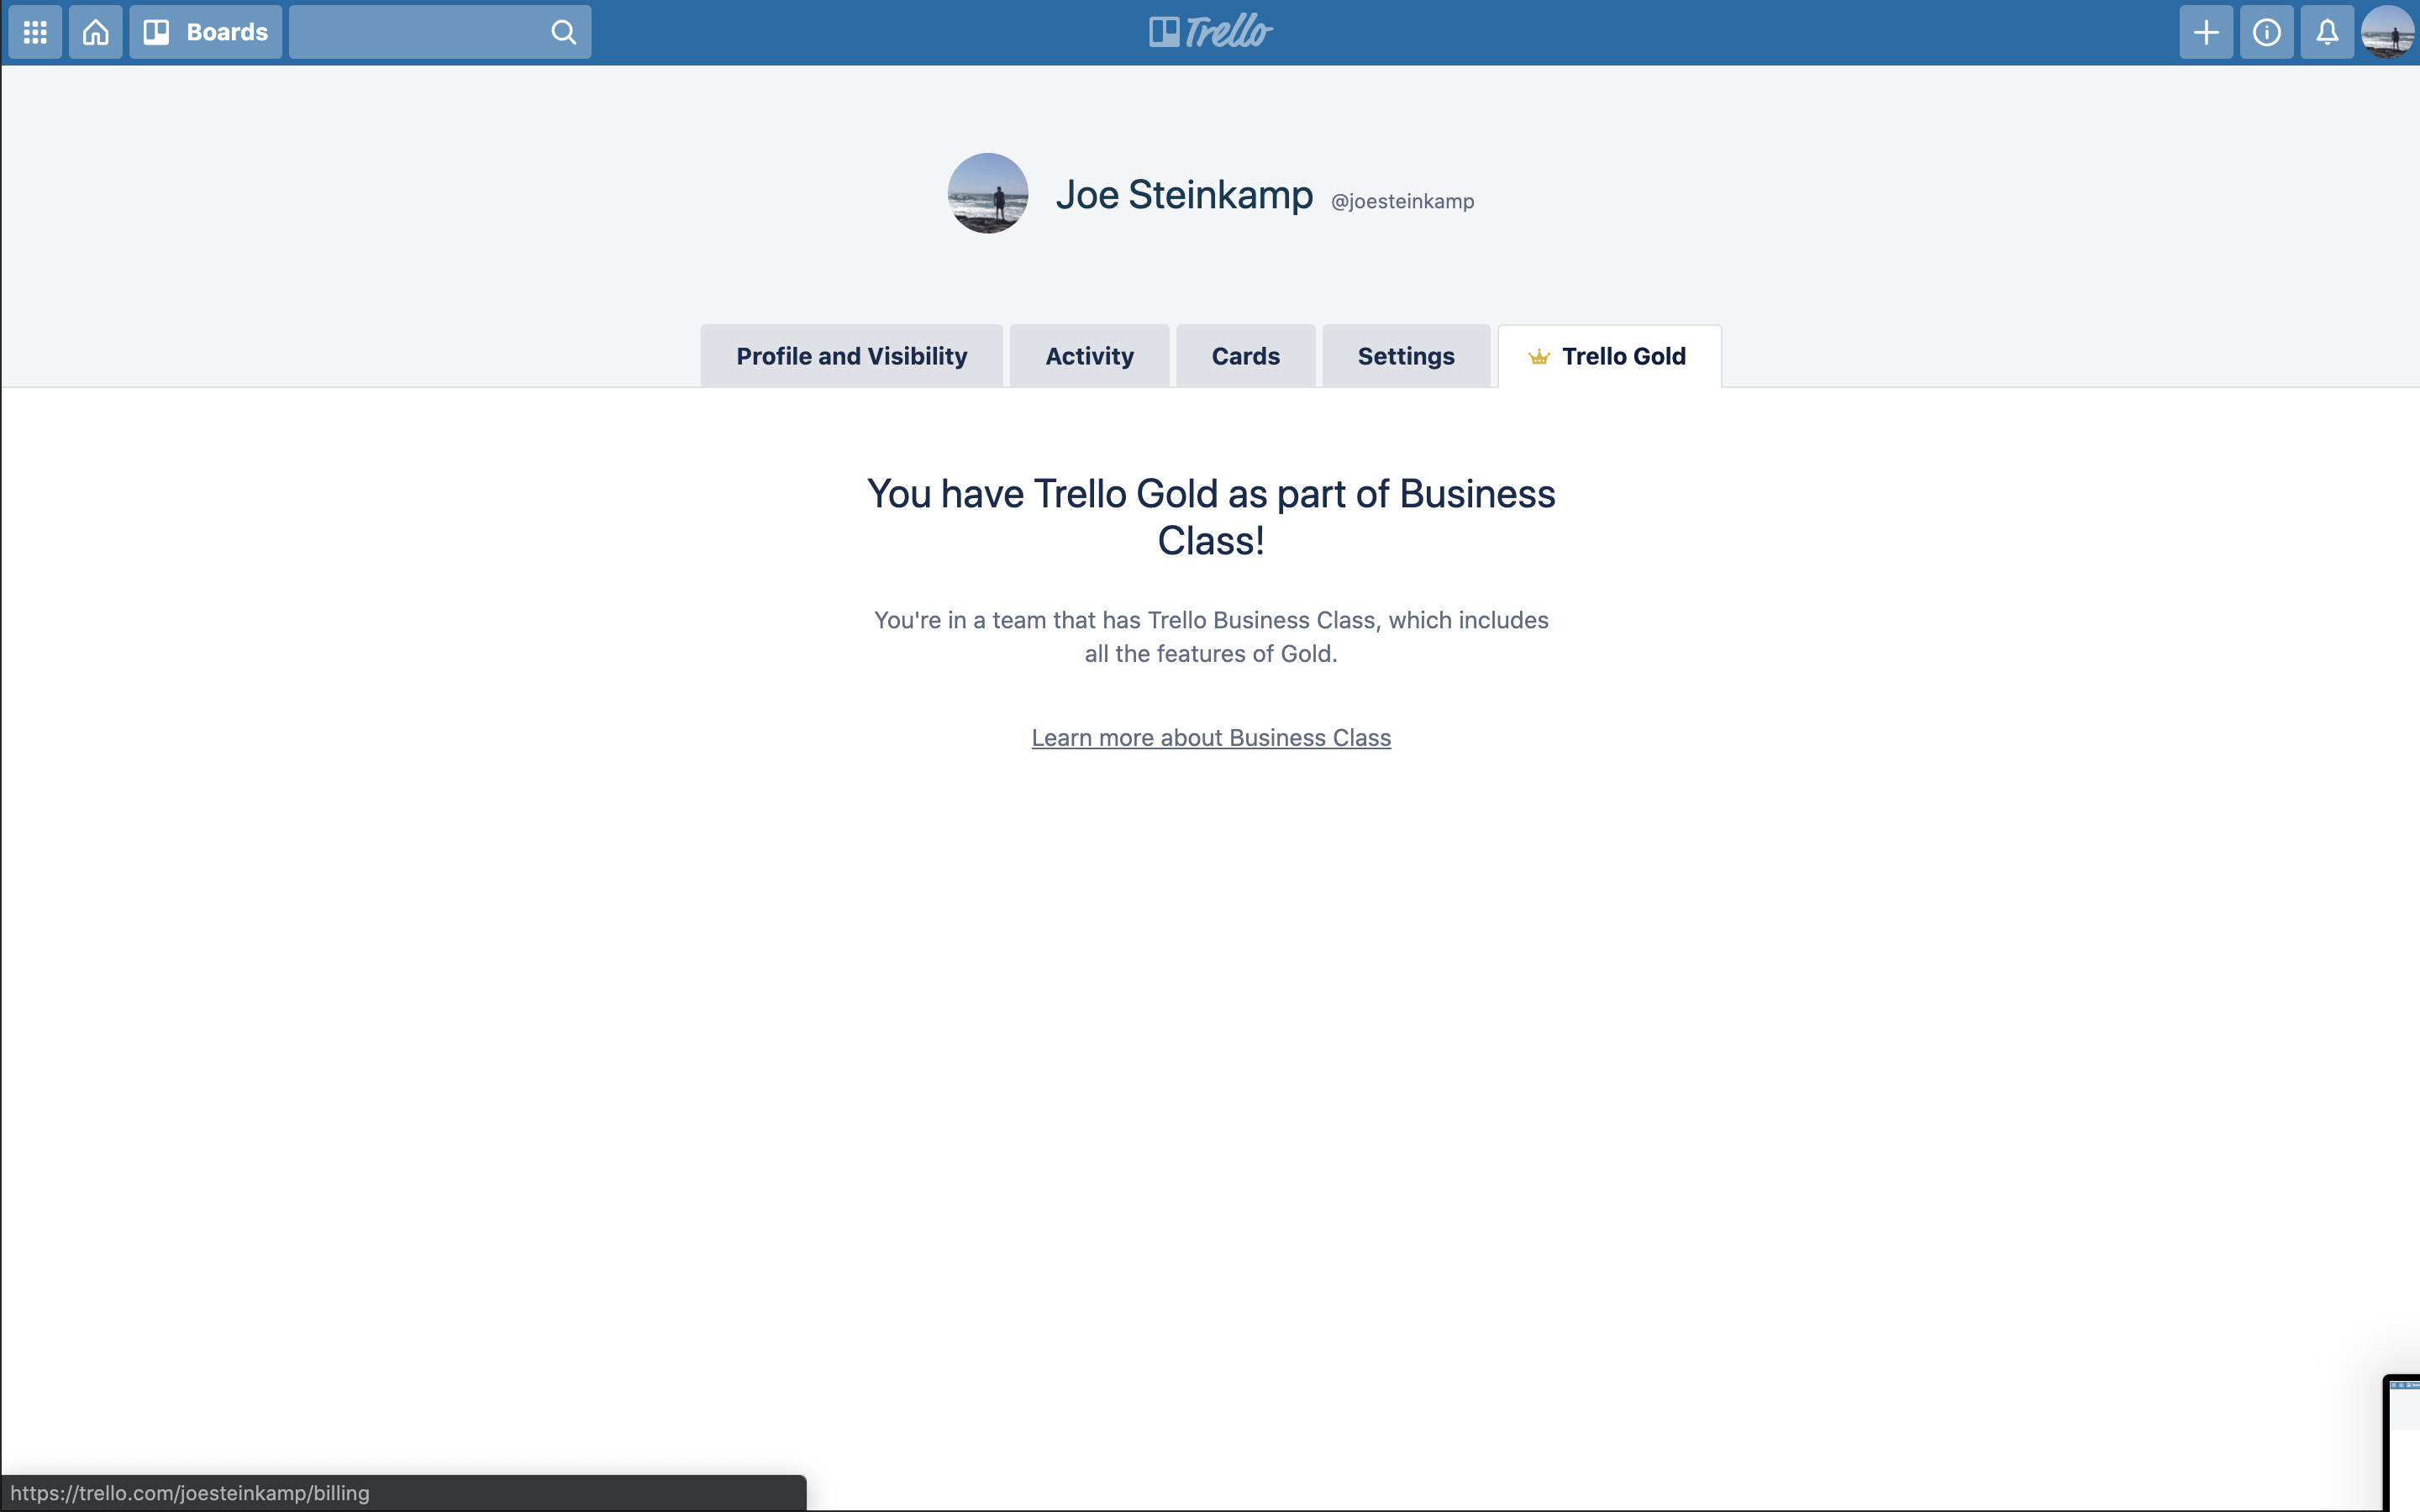 Boards
Trello
Joe Steinkamp @joesteinkamp
Profile and Visibility
Activity
Cards
Settings
Trello Gold
You have Trello Gold as part of Business
Class!
You're in a team that has Trello Business Class, which includes
all the features of Gold.
Learn more about Business Class
https://trello.com/joesteinkamp/billing